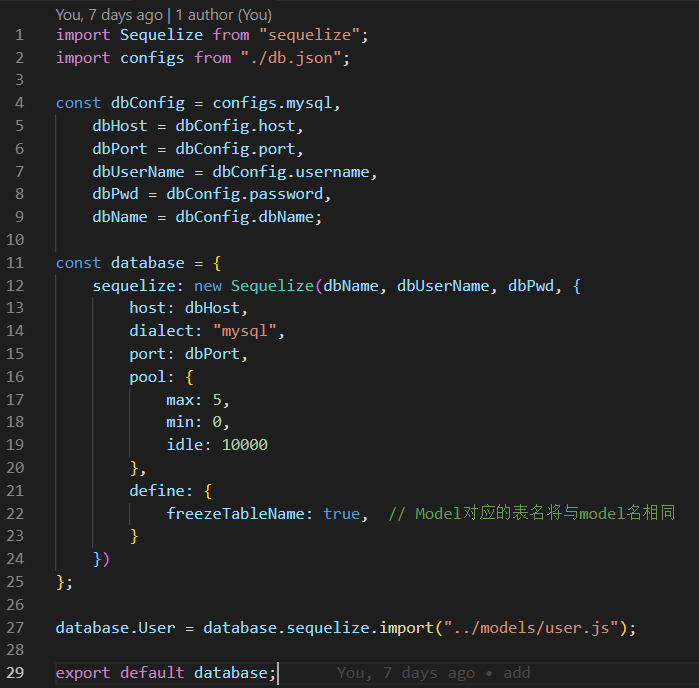 You, 7 days ago | 1 author (You)
1 import Sequelize from "sequelize";
2 import configs from "./db.json";
3
4 const dbConfig = configs.mysql,
5     dbHost = dbConfig.host,
6     dbPort = dbConfig.port,
7     dbUserName = dbConfig.username,
8     dbPwd = dbConfig.password,
9     dbName = dbConfig.dbName;
10
11 const database = {
12     sequelize: new Sequelize(dbName, dbUserName, dbPwd, {
13         host: dbHost,
14         dialect: "mysql",
15         port: dbPort,
16         pool: {
17             max: 5,
18             min: 0,
19             idle: 10000
20         },
21         define: {
22             freezeTableName: true,  // Model对应的表名将与model名相同
23         }
24     })
25 };
26
27 database.User = database.sequelize.import("../models/user.js");
28
29 export default database; You, 7 days ago • add